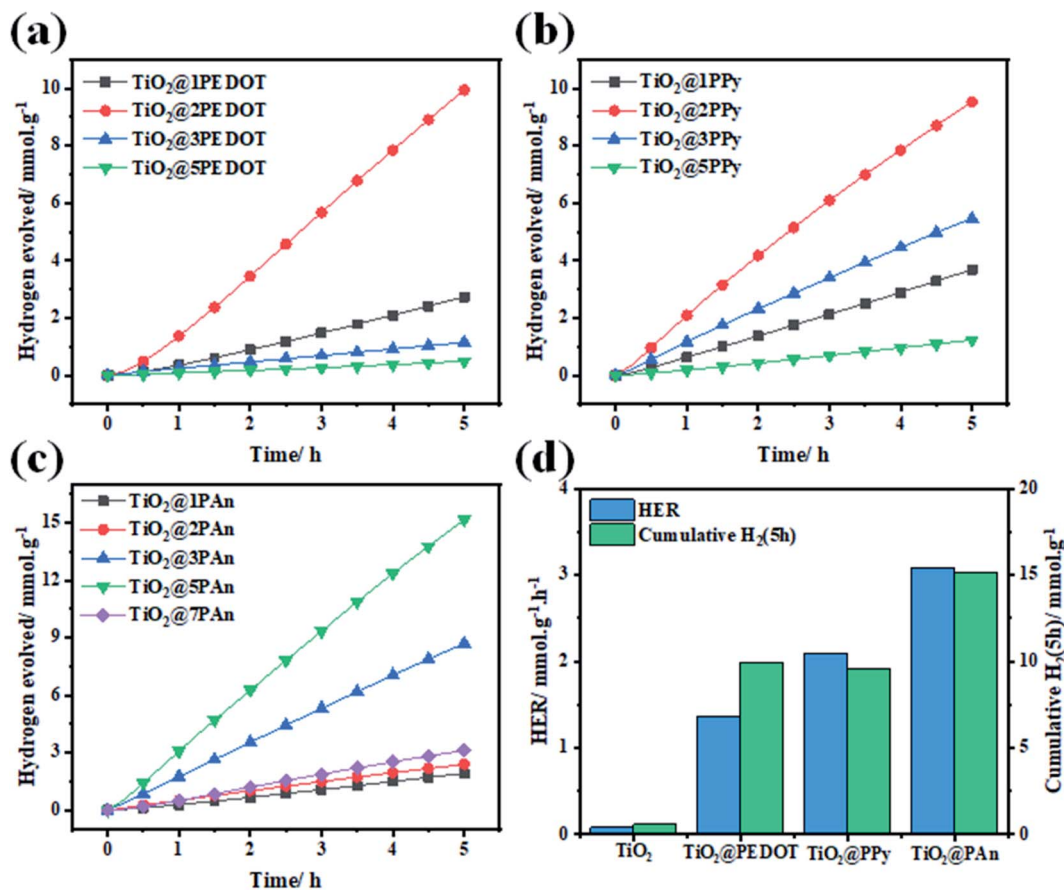 (a)
TiO₂@1PEDOT
TiO₂@2PEDOT
TiO₂@3PEDOT
TiO₂@5PEDOT
Hydrogen evolved/ mmol.g⁻¹
10
8
6
4
2
0
0 1 2 3 4 5
Time/ h
(b)
TiO₂@1PPy
TiO₂@2PPy
TiO₂@3PPy
TiO₂@5PPy
Hydrogen evolved/ mmol.g⁻¹
10
8
6
4
2
0
0 1 2 3 4 5
Time/ h
(c)
TiO₂@1PAn
TiO₂@2PAn
TiO₂@3PAn
TiO₂@5PAn
TiO₂@7PAn
Hydrogen evolved/ mmol.g⁻¹
15
12
9
6
3
0
0 1 2 3 4 5
Time/ h
(d)
HER
Cumulative H₂(5h)
HER/ mmol.g⁻¹.h⁻¹
4
3
2
1
0
Cumulative H₂(5h)/ mmol.g⁻¹
20
15
10
5
0
TiO₂ TiO₂@PEDOT TiO₂@PPy TiO₂@PAn